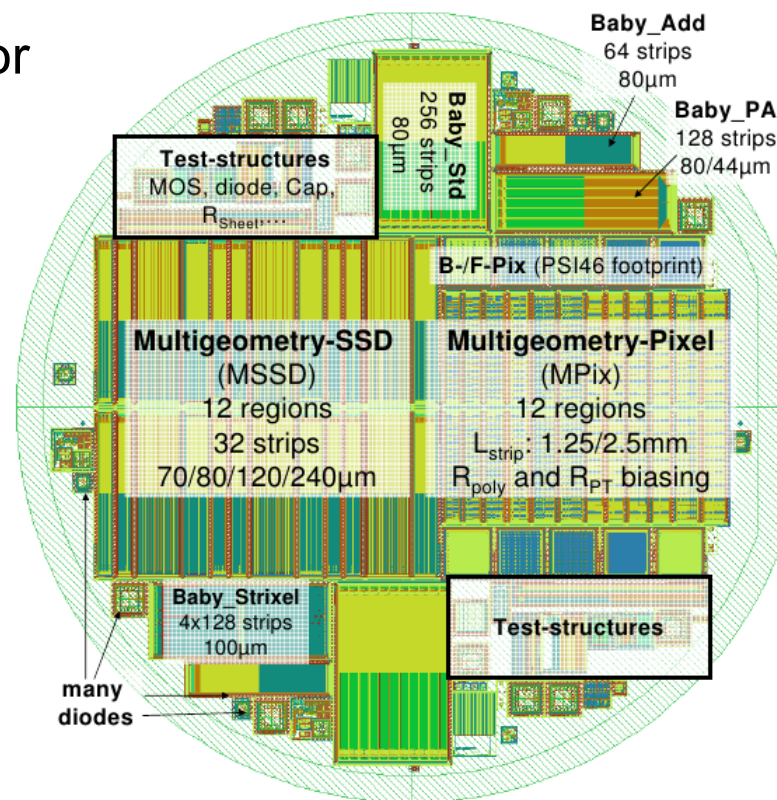 or
Baby_Add
64 strips
80µm
Baby_PA
128 strips
80/44µm
Baby_Std
256 strips
80µm
Test-structures
MOS, diode, Cap,
R_Sheet,...
B-/F-Pix (PSI46 footprint)
Multigeometry-SSD
(MSSD)
12 regions
32 strips
70/80/120/240µm
Multigeometry-Pixel
(MPix)
12 regions
L_strip: 1.25/2.5mm
R_poly and R_PT biasing
Baby_Strixel
4x128 strips
100µm
Test-structures
many
diodes